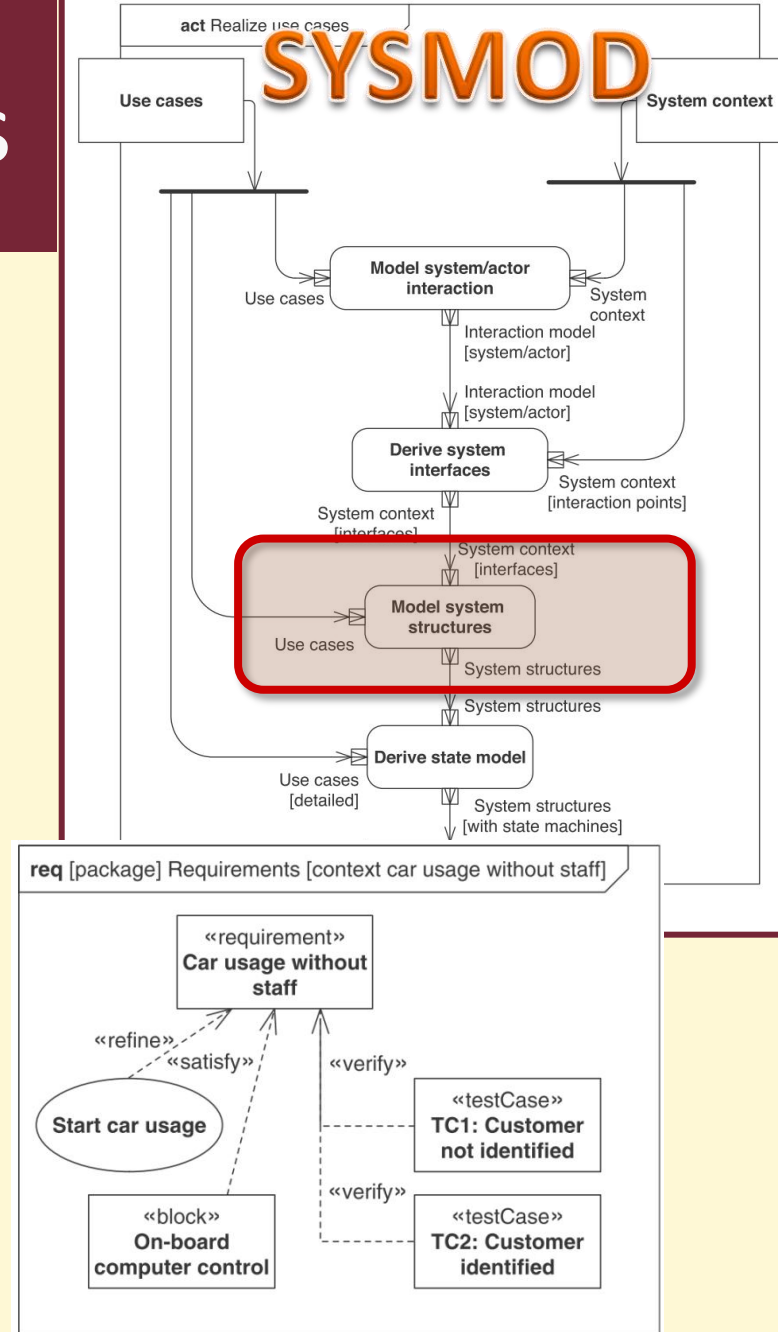 S
act Realize use cases
SYSMOD
Use cases
System context
Model system/actor
interaction
Use cases
System
context
Interaction model
[system/actor]
Interaction model
[system/actor]
Derive system
interfaces
System context
[interaction points]
System context
[interfaces]
System context
[interfaces]
Model system
structures
Use cases
System structures
System structures
Derive state model
Use cases
[detailed]
System structures
[with state machines]
req [package] Requirements [context car usage without staff]
«requirement»
Car usage without
staff
«refine»
«satisfy»
«verify»
Start car usage
«testCase»
TC1: Customer
not identified
«verify»
«block»
On-board
computer control
«testCase»
TC2: Customer
identified